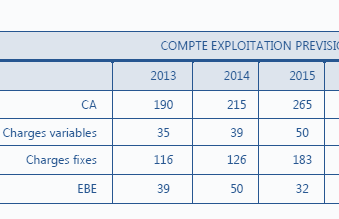 COMPTE EXPLOITATION PREVISI
2013 2014 2015
CA 190 215 265
Charges variables 35 39 50
Charges fixes 116 126 183
EBE 39 50 32